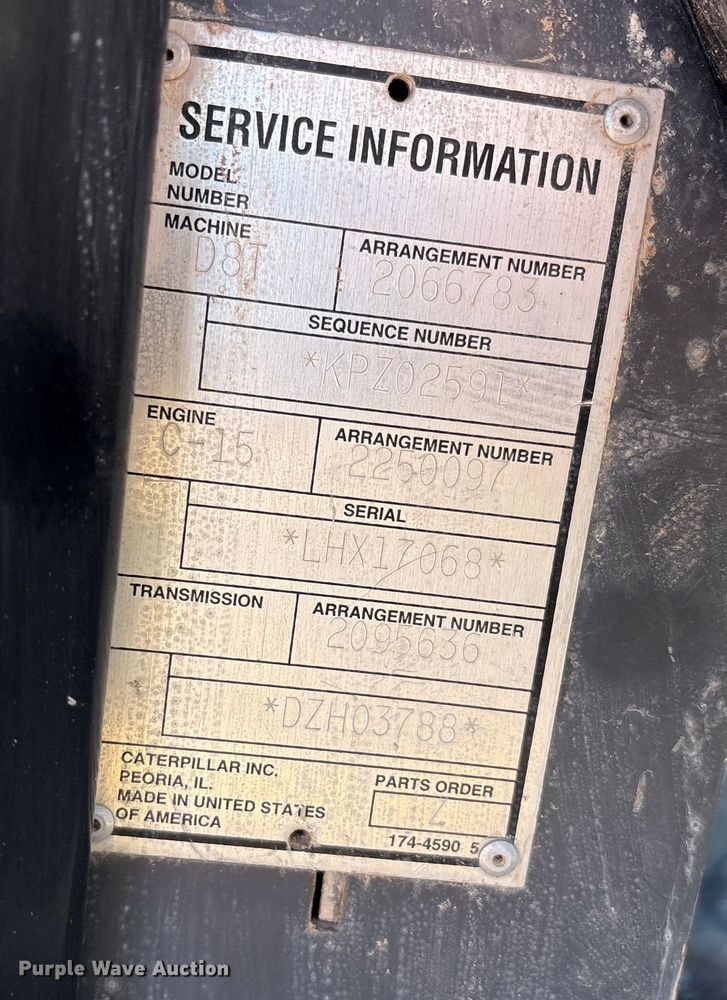 SERVICE INFORMATION
MODEL
NUMBER
MACHINE
D8T
ARRANGEMENT NUMBER
2066783
SEQUENCE NUMBER
*KPZ02591*
ENGINE
C-15
ARRANGEMENT NUMBER
2250097
SERIAL
*LHX17068*
TRANSMISSION
ARRANGEMENT NUMBER
2095636
*DZH03788*
CATERPILLAR INC.
PEORIA, IL.
MADE IN UNITED STATES
OF AMERICA
PARTS ORDER
Z
174-4590 5
Purple Wave Auction